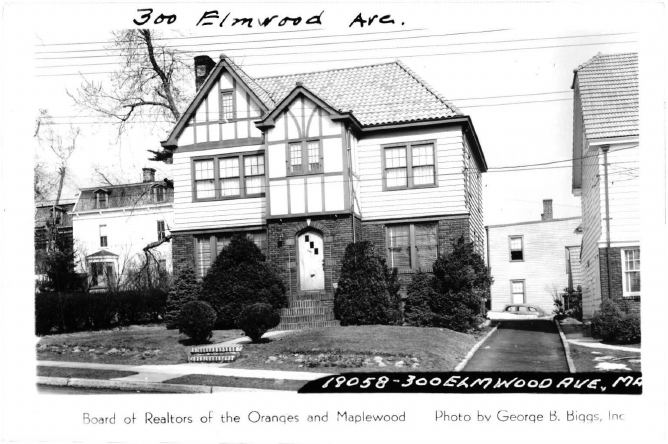 300 Elmwood Ave.
19058-300 ELMWOOD AVE., MA
Board of Realtors of the Oranges and Maplewood Photo by George B. Biggs, Inc